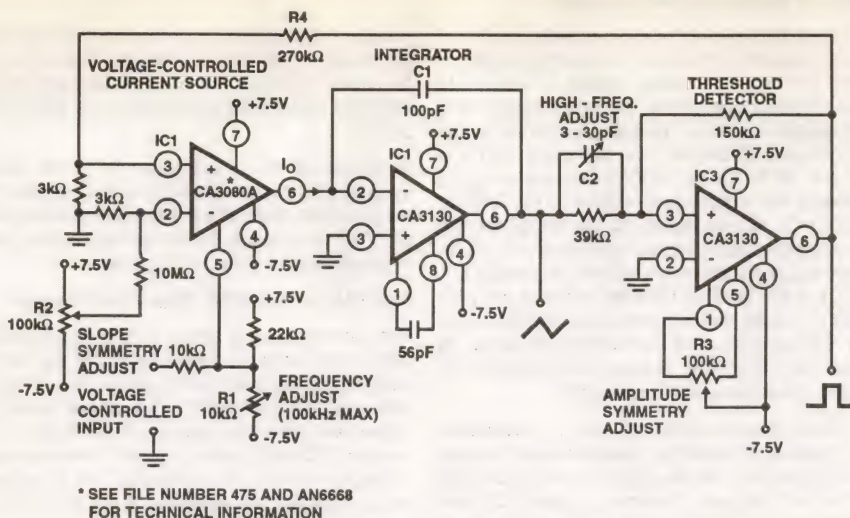 R4
270kΩ
VOLTAGE-CONTROLLED
CURRENT SOURCE
INTEGRATOR
C1
100pF
HIGH - FREQ.
ADJUST
3 - 30pF
C2
THRESHOLD
DETECTOR
150kΩ
+7.5V
7
IC1
3
+
*
CA3080A
-
2
4
-7.5V
5
IO
6
3kΩ
3kΩ
+7.5V
7
IC1
2
-
CA3130
+
3
6
1
8
4
-7.5V
56pF
39kΩ
+7.5V
7
IC3
3
+
CA3130
-
2
6
1
5
4
R3
100kΩ
AMPLITUDE
SYMMETRY
ADJUST
-7.5V
10MΩ
+7.5V
R2
100kΩ
SLOPE
SYMMETRY
ADJUST
-7.5V
10kΩ
VOLTAGE
CONTROLLED
INPUT
+7.5V
22kΩ
R1
10kΩ
FREQUENCY
ADJUST
(100kHz MAX)
-7.5V
* SEE FILE NUMBER 475 AND AN6668
FOR TECHNICAL INFORMATION